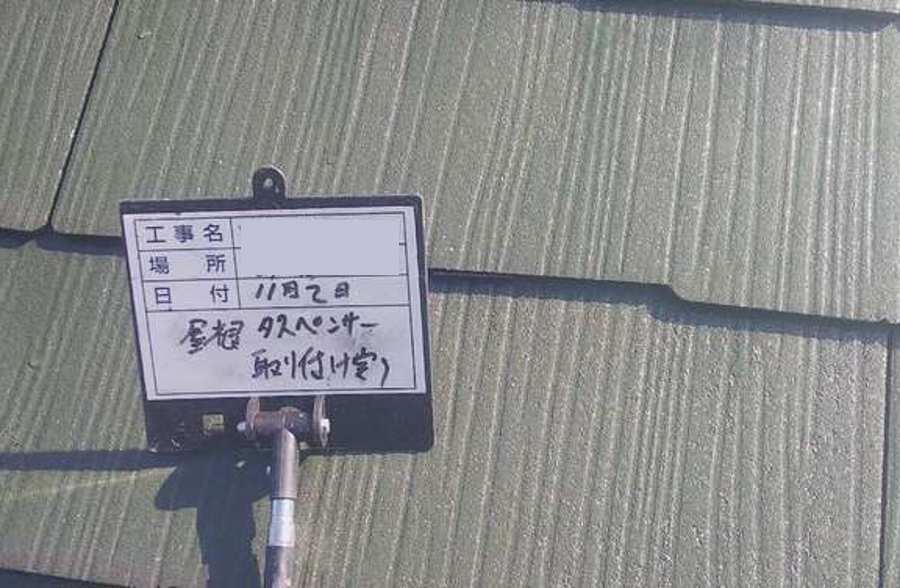 工事名
場所
日付 11月2日
屋根 タスペンサー
取り付け完了